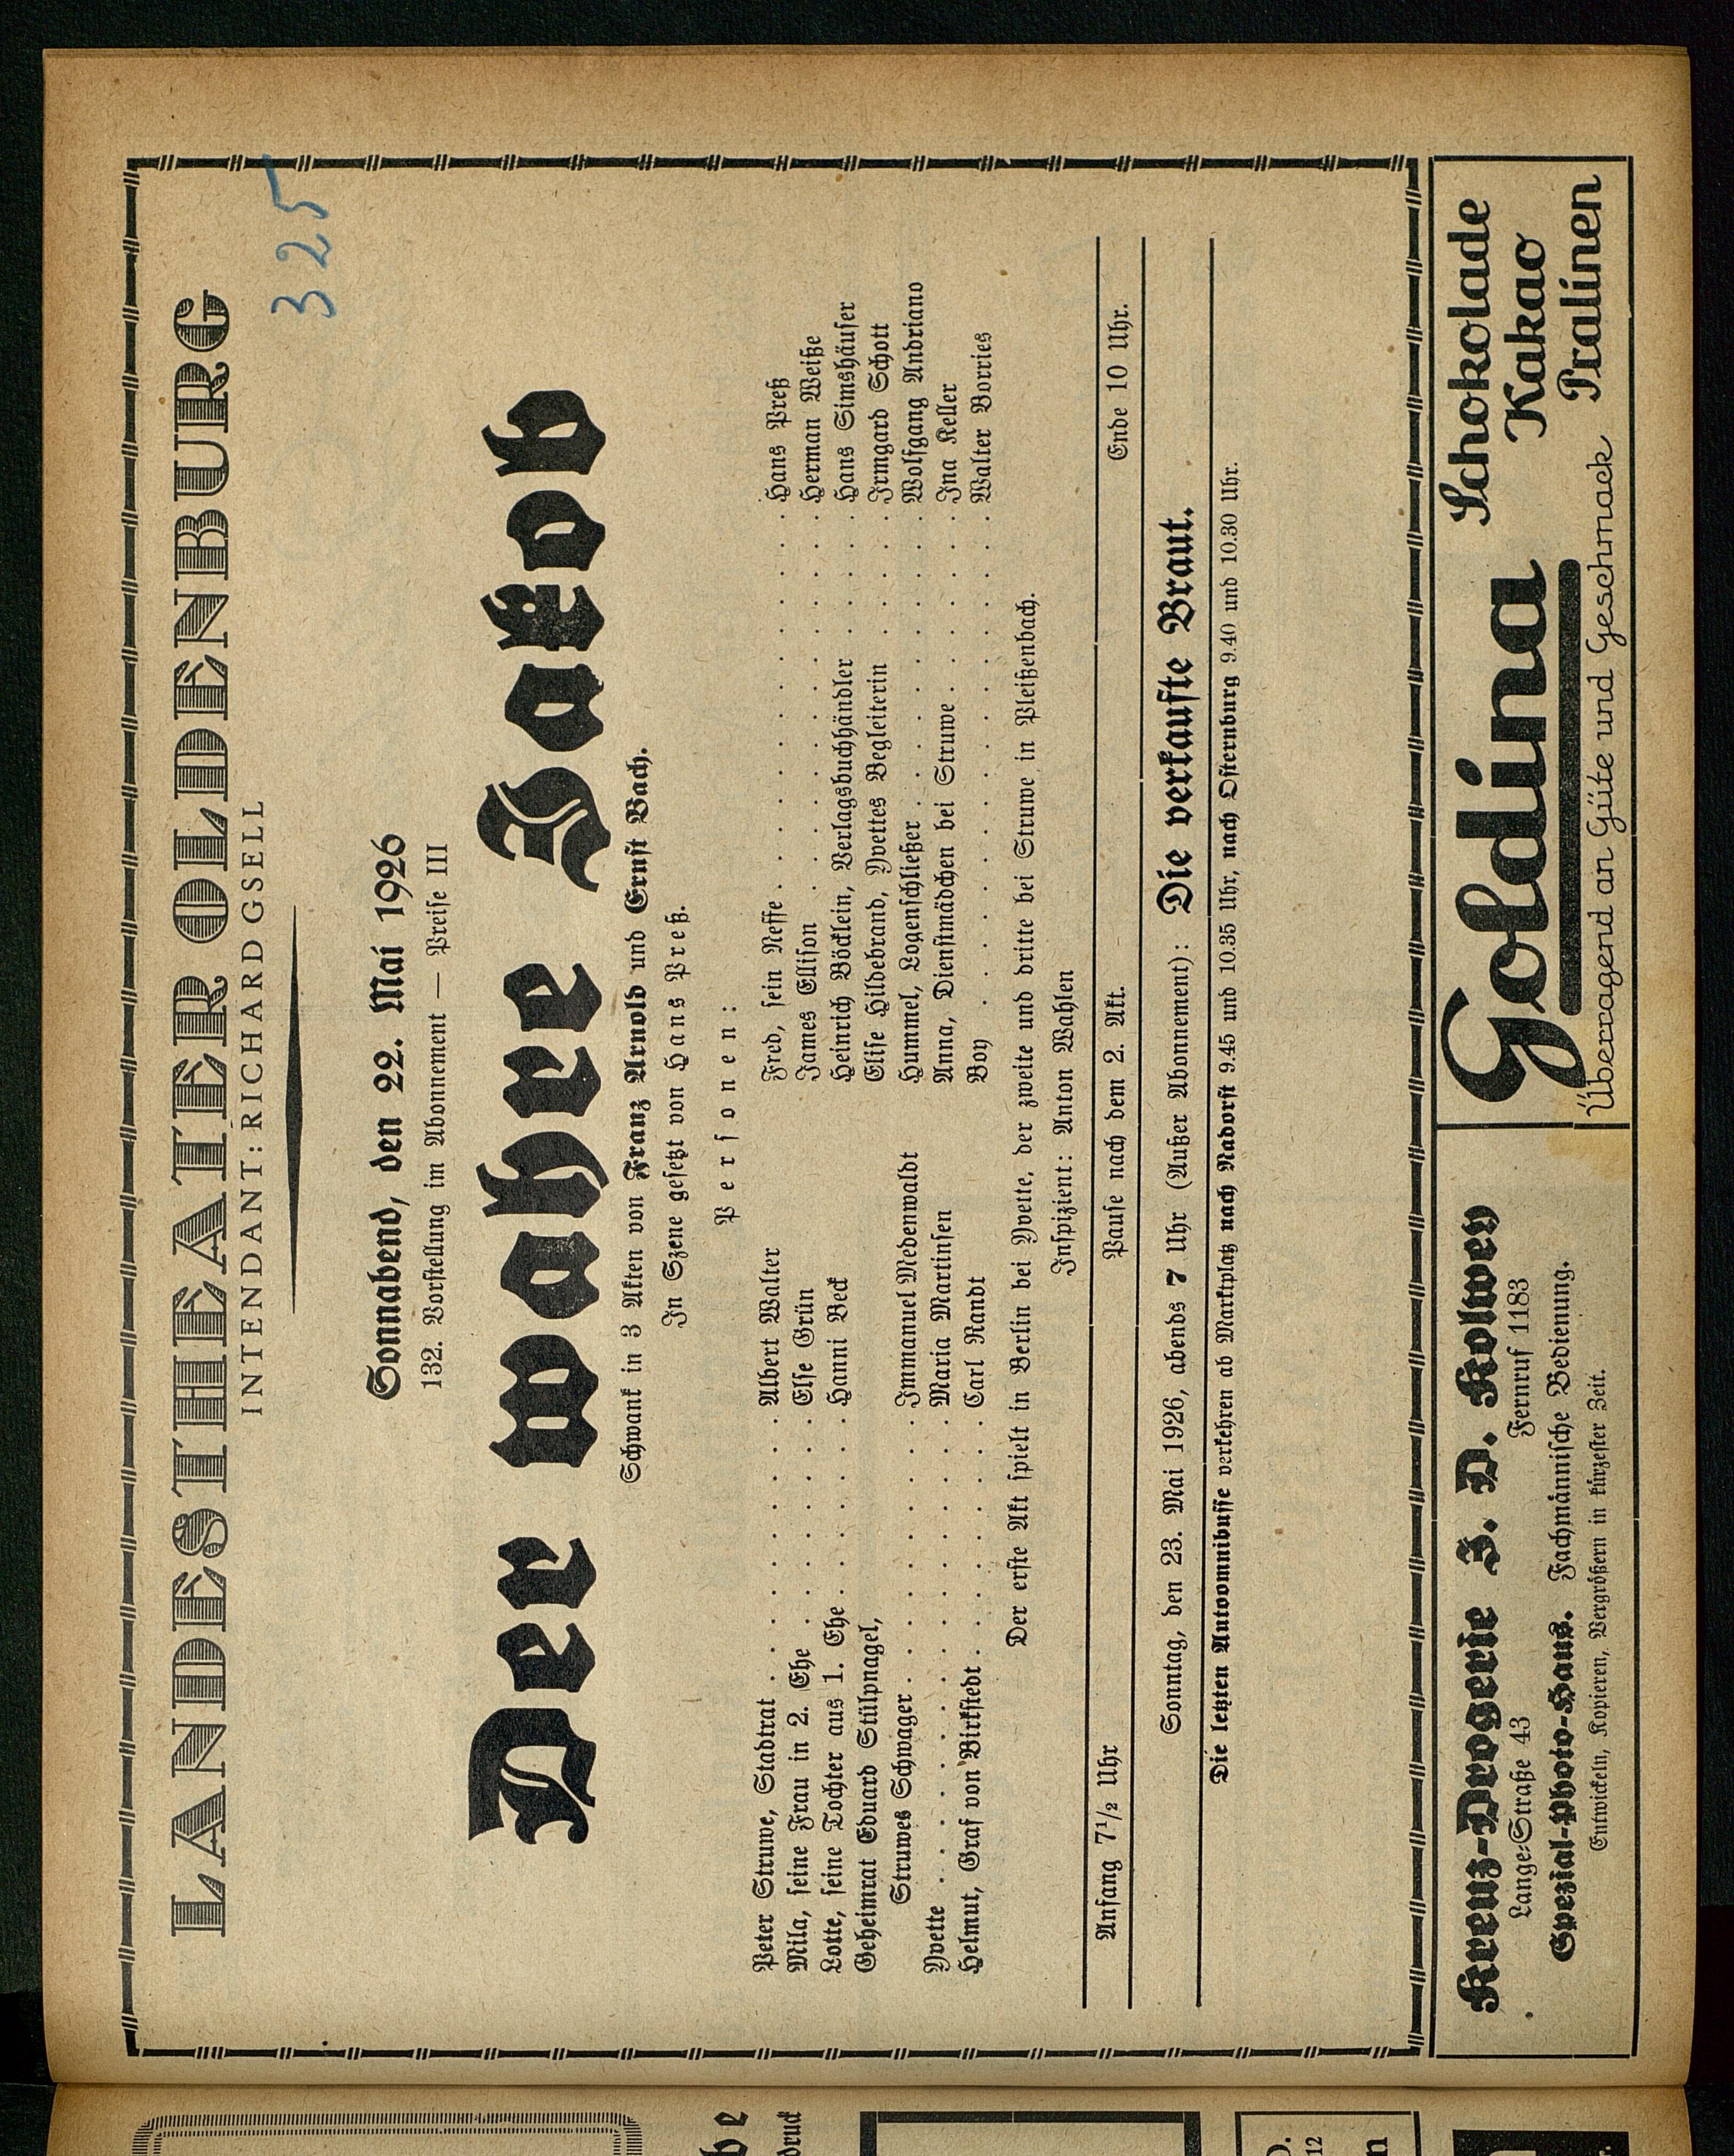 LANDESTHEATER OLDENBURG
INTENDANT: RICHARD GSELL
325
Sonnabend, den 22. Mai 1926
132. Vorstellung im Abonnement — Preise III
Der wahre Jakob
Schwank in 3 Akten von Franz Arnold und Ernst Bach.
In Szene gesetzt von Hans Preß.
Personen:
Peter Struwe, Stadtrat . . . . . . . . Albert Walter
Mila, seine Frau in 2. Ehe . . . . . . . Else Grün
Lotte, seine Tochter aus 1. Ehe . . . . . . Hanni Beck
Geheimrat Eduard Stülpnagel,
Struwes Schwager . . . . . . . . Immanuel Medenwaldt
Yvette . . . . . . . . . . . . . . Maria Martinsen
Helmut, Graf von Birkstedt . . . . . . . Carl Randt
Fred, sein Neffe . . . . . . . . . . . Hans Preß
James Ellison . . . . . . . . . . . . Herman Weiße
Heinrich Böcklein, Verlagsbuchhändler . . . . Hans Simshäuser
Elise Hildebrand, Yvettes Begleiterin . . . . Irmgard Schott
Hummel, Logenschließer . . . . . . . . Wolfgang Andriano
Anna, Dienstmädchen bei Struwe . . . . . Ina Keller
Boy . . . . . . . . . . . . . . Walter Borries
Der erste Akt spielt in Berlin bei Yvette, der zweite und dritte bei Struwe in Pleißenbach.
Inspizient: Anton Wahlen
Anfang 7½ Uhr Pause nach dem 2. Akt. Ende 10 Uhr.
Sonntag, den 23. Mai 1926, abends 7 Uhr (Außer Abonnement): Die verkaufte Braut.
Die letzten Autoomnibusse verkehren ab Marktplatz nach Nadorst 9.45 und 10.35 Uhr, nach Osternburg 9.40 und 10.30 Uhr.
Kreuz-Drogerie J. D. Kolwey
Lange-Straße 43 Fernruf 1183
Spezial-Photo-Haus. Fachmännische Bedienung.
Entwickeln, Kopieren, Vergrößern in kürzester Zeit.
Goldina
Schokolade
Kakao
Pralinen
Überragend an Güte und Geschmack